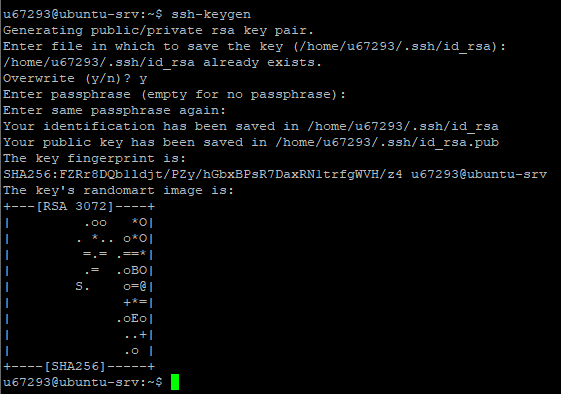 u67293@ubuntu-srv:~$ ssh-keygen
Generating public/private rsa key pair.
Enter file in which to save the key (/home/u67293/.ssh/id_rsa):
/home/u67293/.ssh/id_rsa already exists.
Overwrite (y/n)? y
Enter passphrase (empty for no passphrase):
Enter same passphrase again:
Your identification has been saved in /home/u67293/.ssh/id_rsa
Your public key has been saved in /home/u67293/.ssh/id_rsa.pub
The key fingerprint is:
SHA256:FZRr8DQblldjt/PZy/hGbxBPsR7DaxRN1trfgWVH/z4 u67293@ubuntu-srv
The key's randomart image is:
+---[RSA 3072]----+
|          .oo   *O|
|         . *.. o*O|
|          =.= .==*|
|          .=  .oBO|
|         S.    o=@|
|               +*=|
|              .oEo|
|               ..+|
|               .o |
+----[SHA256]-----+
u67293@ubuntu-srv:~$